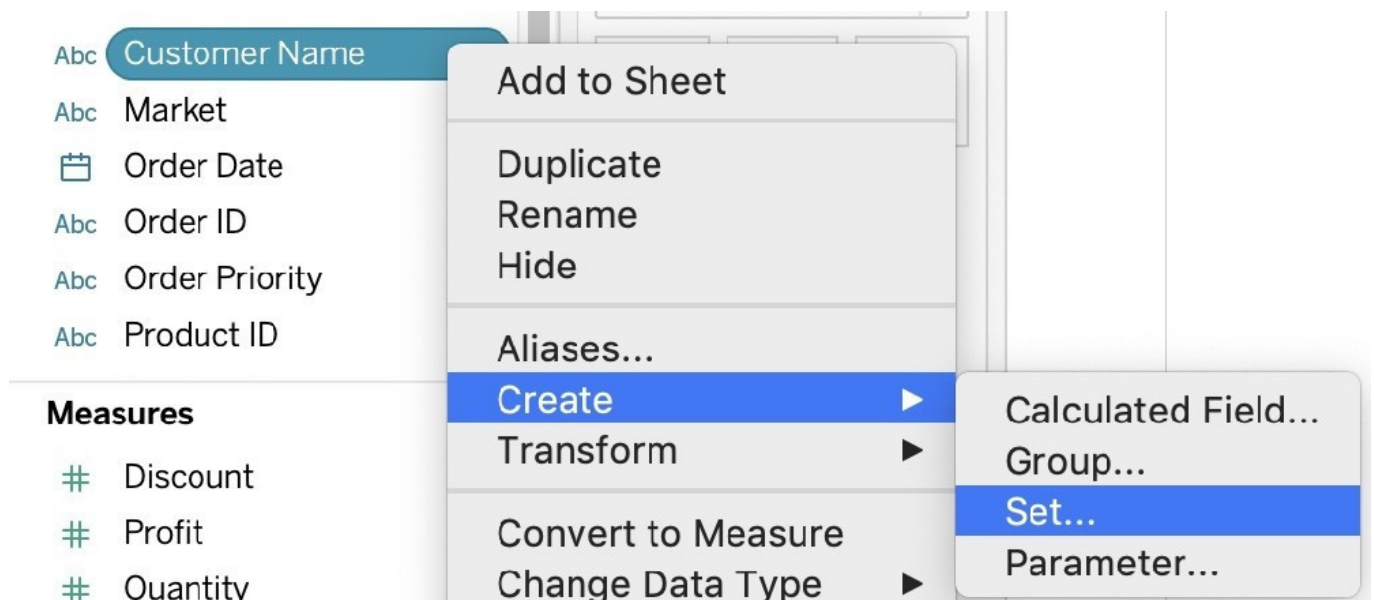 Abc Customer Name
Abc Market
Order Date
Abc Order ID
Abc Order Priority
Abc Product ID
Measures
# Discount
# Profit
# Quantity
Add to Sheet
Duplicate
Rename
Hide
Aliases...
Create
Transform
Convert to Measure
Change Data Type
Calculated Field...
Group...
Set...
Parameter...